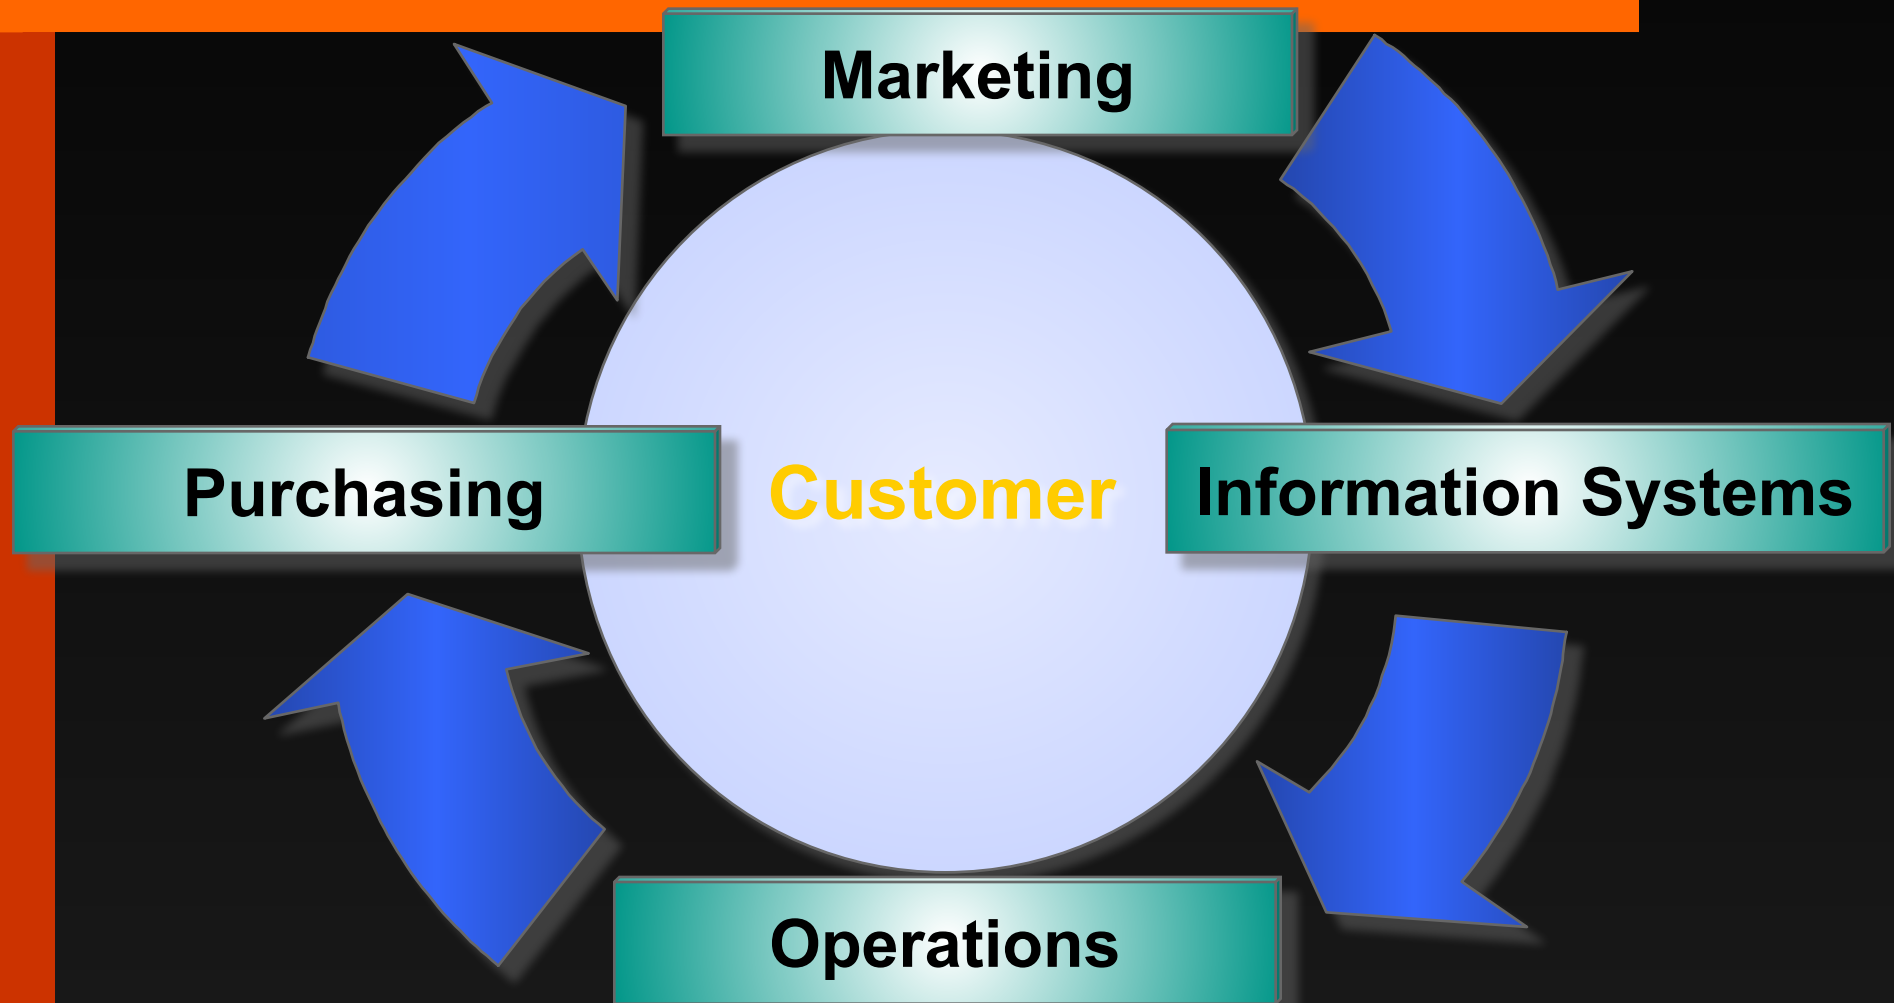 Marketing
Purchasing
Customer
Information Systems
Operations